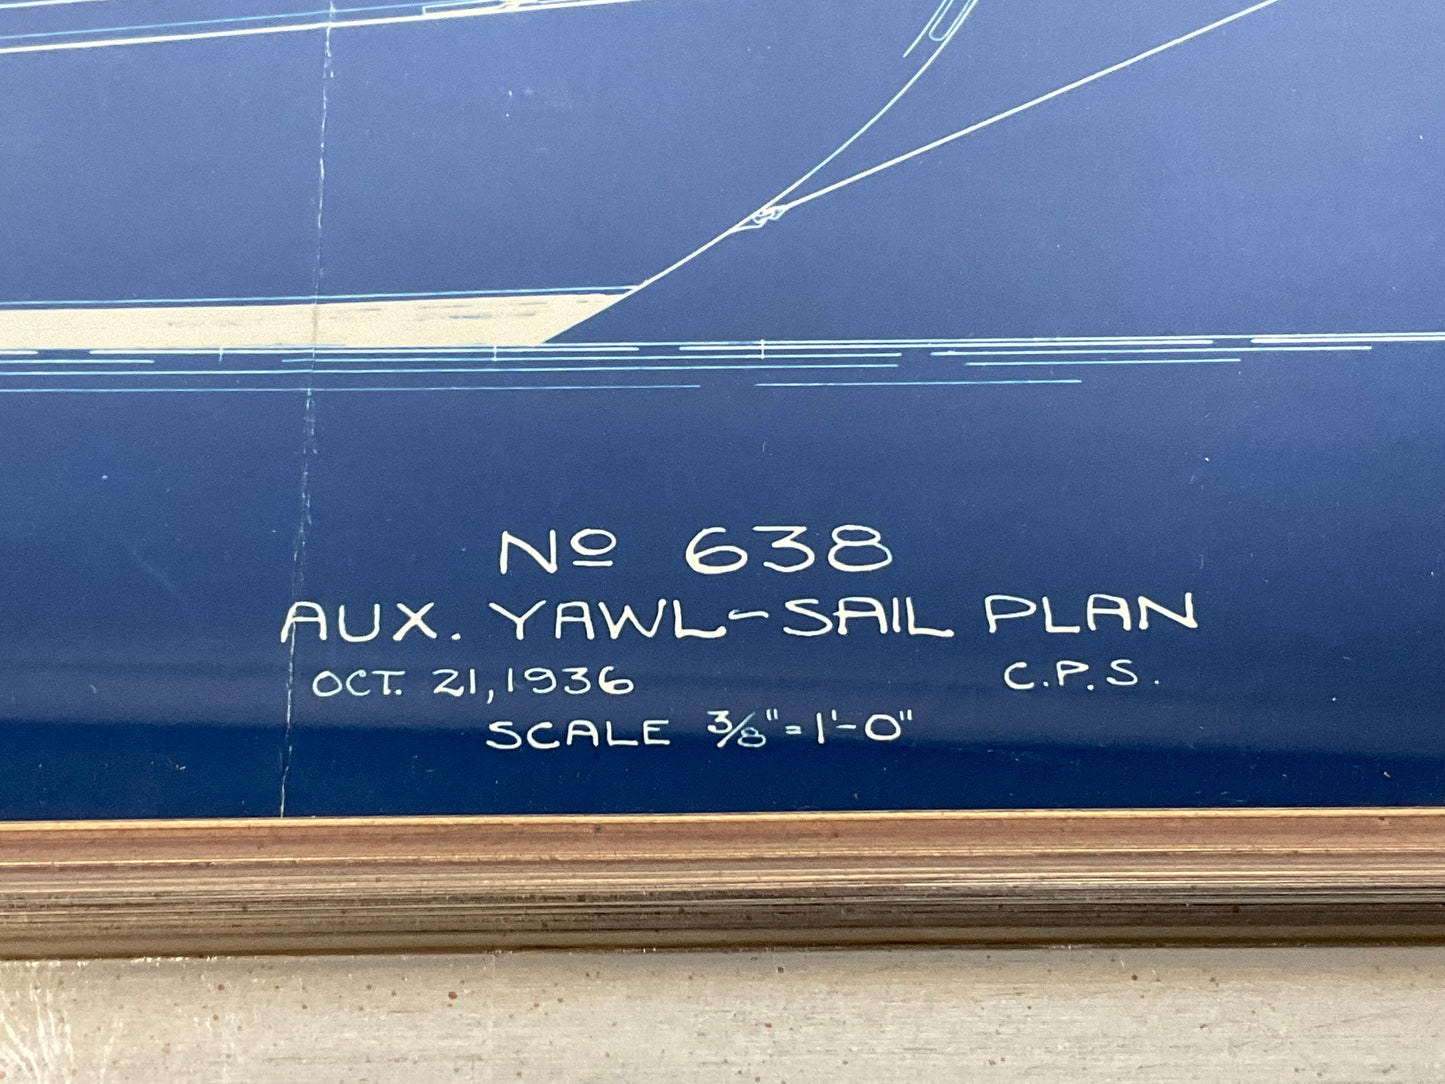 Nº 638
AUX. YAWL-SAIL PLAN
OCT. 21, 1936 C.P.S.
SCALE 3/8"=1'-0"